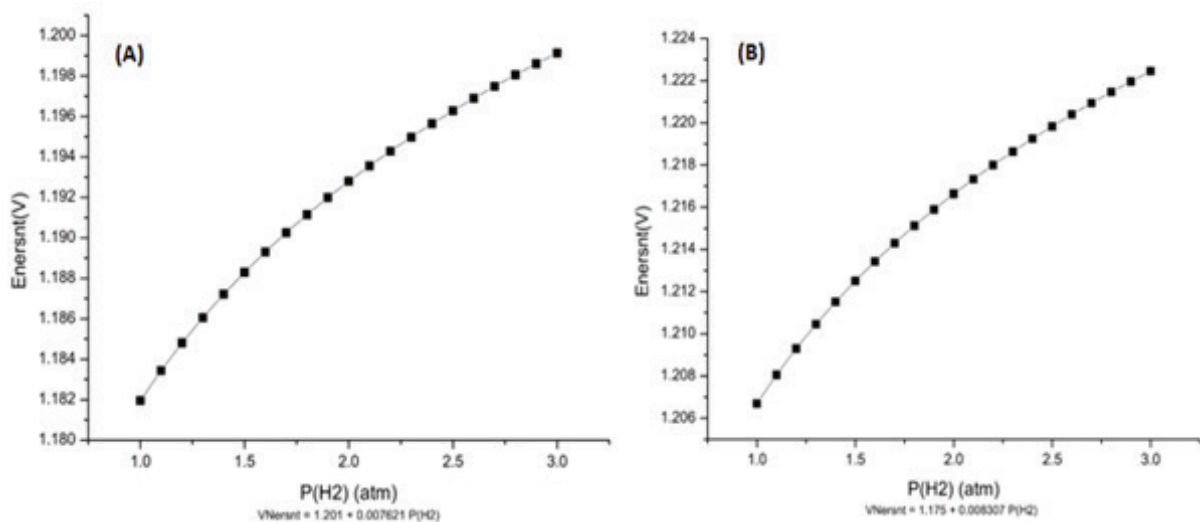 (A)
1.200
1.198
1.196
1.194
1.192
1.190
1.188
1.186
1.184
1.182
1.180
Enersnt(V)
1.0 1.5 2.0 2.5 3.0
P(H2) (atm)
VNersnt = 1.201 + 0.007621 P(H2)
(B)
1.224
1.222
1.220
1.218
1.216
1.214
1.212
1.210
1.208
1.206
Enersnt(V)
1.0 1.5 2.0 2.5 3.0
P(H2) (atm)
VNersnt = 1.175 + 0.008307 P(H2)